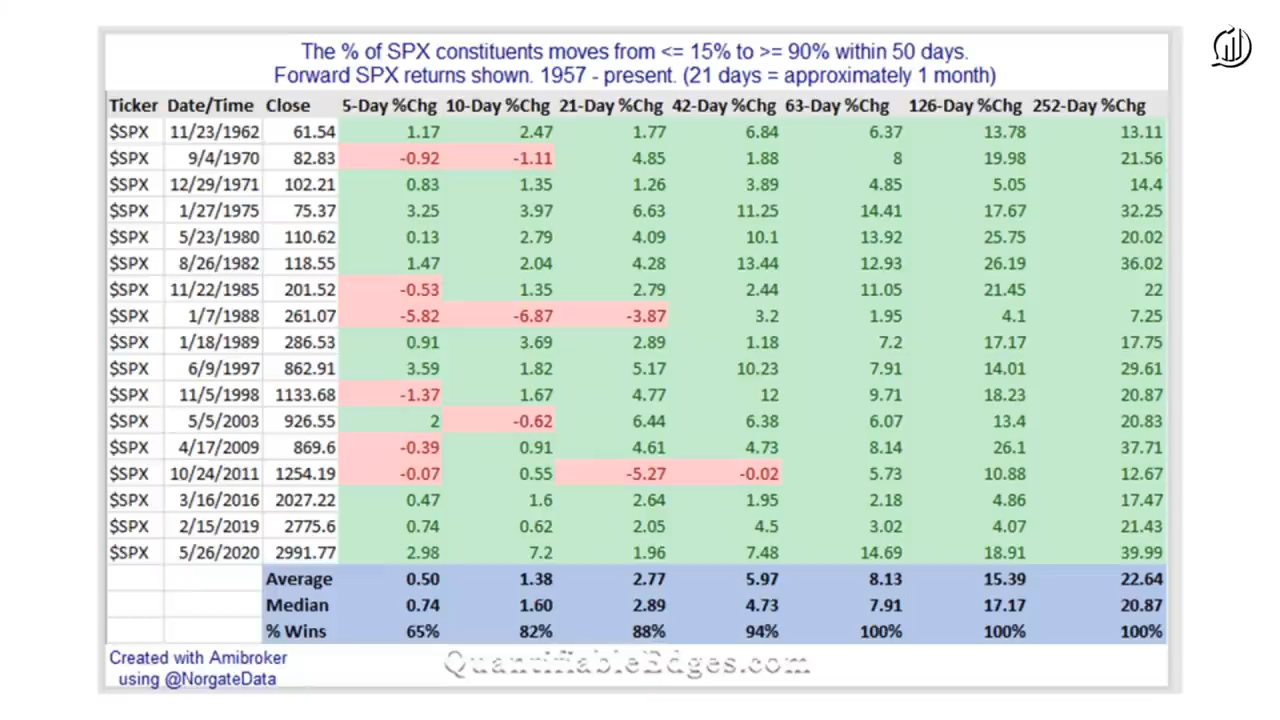 The % of SPX constituents moves from <= 15% to >= 90% within 50 days.
Forward SPX returns shown. 1957 - present. (21 days = approximately 1 month)
Ticker Date/Time Close 5-Day %Chg 10-Day %Chg 21-Day %Chg 42-Day %Chg 63-Day %Chg 126-Day %Chg 252-Day %Chg
$SPX 11/23/1962 61.54 1.17 2.47 1.77 6.84 6.37 13.78 13.11
$SPX 9/4/1970 82.83 -0.92 -1.11 4.85 1.88 8 19.98 21.56
$SPX 12/29/1971 102.21 0.83 1.35 1.26 3.89 4.85 5.05 14.4
$SPX 1/27/1975 75.37 3.25 3.97 6.63 11.25 14.41 17.67 32.25
$SPX 5/23/1980 110.62 0.13 2.79 4.09 10.1 13.92 25.75 20.02
$SPX 8/26/1982 118.55 1.47 2.04 4.28 13.44 12.93 26.19 36.02
$SPX 11/22/1985 201.52 -0.53 1.35 2.79 2.44 11.05 21.45 22
$SPX 1/7/1988 261.07 -5.82 -6.87 -3.87 3.2 1.95 4.1 7.25
$SPX 1/18/1989 286.53 0.91 3.69 2.89 1.18 7.2 17.17 17.75
$SPX 6/9/1997 862.91 3.59 1.82 5.17 10.23 7.91 14.01 29.61
$SPX 11/5/1998 1133.68 -1.37 1.67 4.77 12 9.71 18.23 20.87
$SPX 5/5/2003 926.55 2 -0.62 6.44 6.38 6.07 13.4 20.83
$SPX 4/17/2009 869.6 -0.39 0.91 4.61 4.73 8.14 26.1 37.71
$SPX 10/24/2011 1254.19 -0.07 0.55 -5.27 -0.02 5.73 10.88 12.67
$SPX 3/16/2016 2027.22 0.47 1.6 2.64 1.95 2.18 4.86 17.47
$SPX 2/15/2019 2775.6 0.74 0.62 2.05 4.5 3.02 4.07 21.43
$SPX 5/26/2020 2991.77 2.98 7.2 1.96 7.48 14.69 18.91 39.99
Average 0.50 1.38 2.77 5.97 8.13 15.39 22.64
Median 0.74 1.60 2.89 4.73 7.91 17.17 20.87
% Wins 65% 82% 88% 94% 100% 100% 100%
Created with Amibroker
using @NorgateData
QuantifiableEdges.com